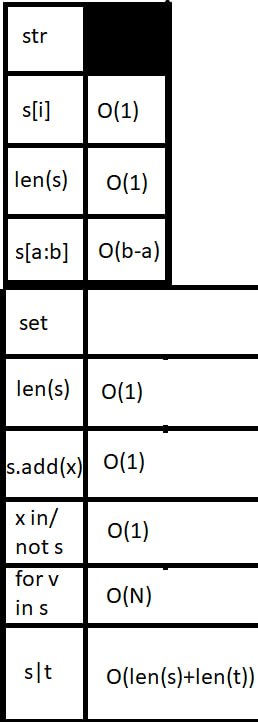 str
s[i] O(1)
len(s) O(1)
s[a:b] O(b-a)
set
len(s) O(1)
s.add(x) O(1)
x in/
not s O(1)
for v
in s O(N)
s|t O(len(s)+len(t))